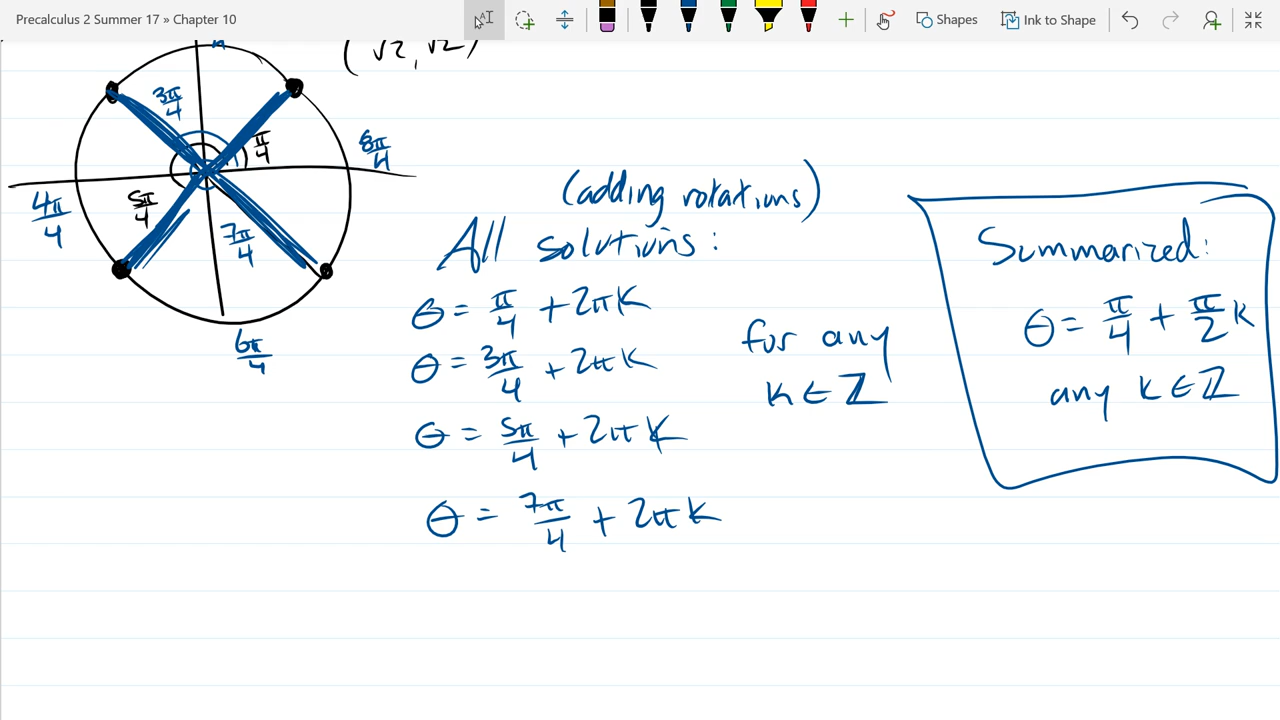 Precalculus 2 Summer 17 » Chapter 10
Shapes
Ink to Shape
(√2, √2)
3π/4
π/4
8π/4
4π/4
5π/4
7π/4
6π/4
(adding rotations)
All solutions:
θ = π/4 + 2πk
θ = 3π/4 + 2πk
θ = 5π/4 + 2πk
θ = 7π/4 + 2πk
for any
k ∈ ℤ
Summarized:
θ = π/4 + π/2 k
any k ∈ ℤ